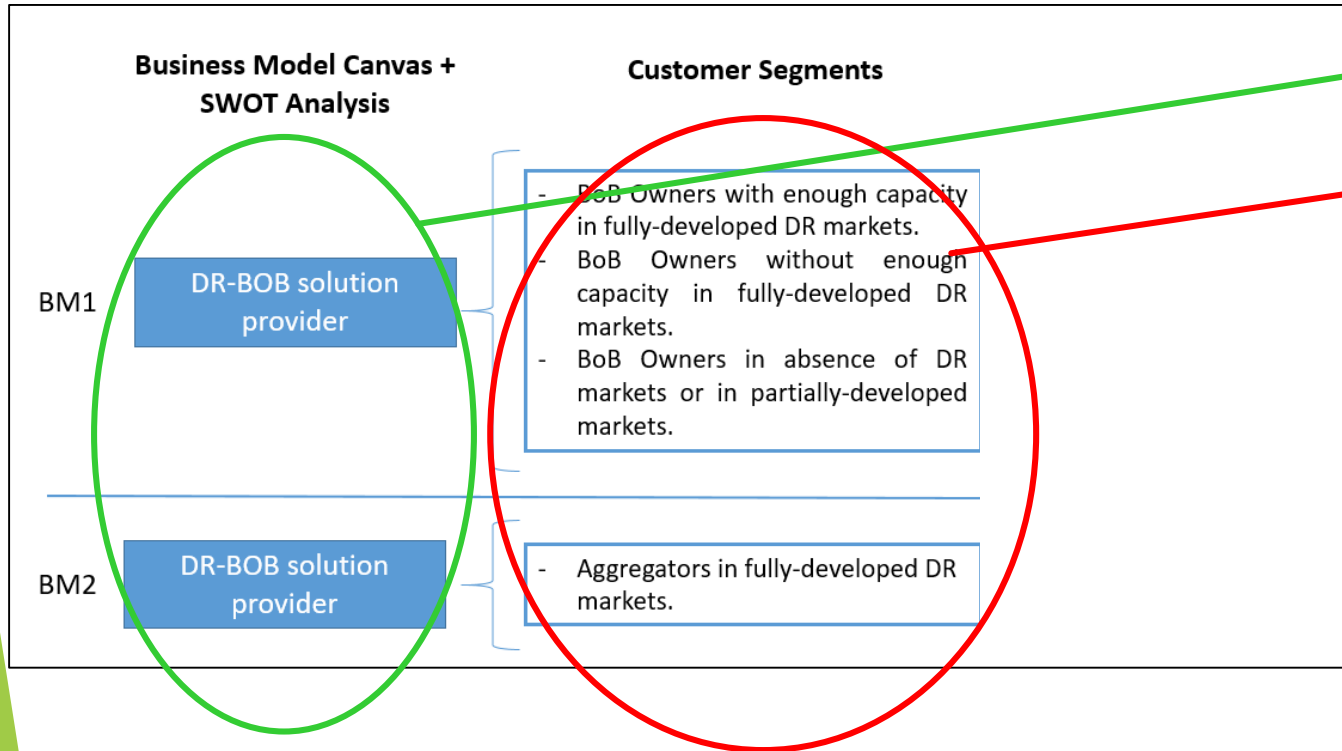 Business Model Canvas +
SWOT Analysis
Customer Segments
BM1
DR-BOB solution
provider
- BoB Owners with enough capacity
in fully-developed DR markets.
- BoB Owners without enough
capacity in fully-developed DR
markets.
- BoB Owners in absence of DR
markets or in partially-developed
markets.
BM2
DR-BOB solution
provider
- Aggregators in fully-developed DR
markets.